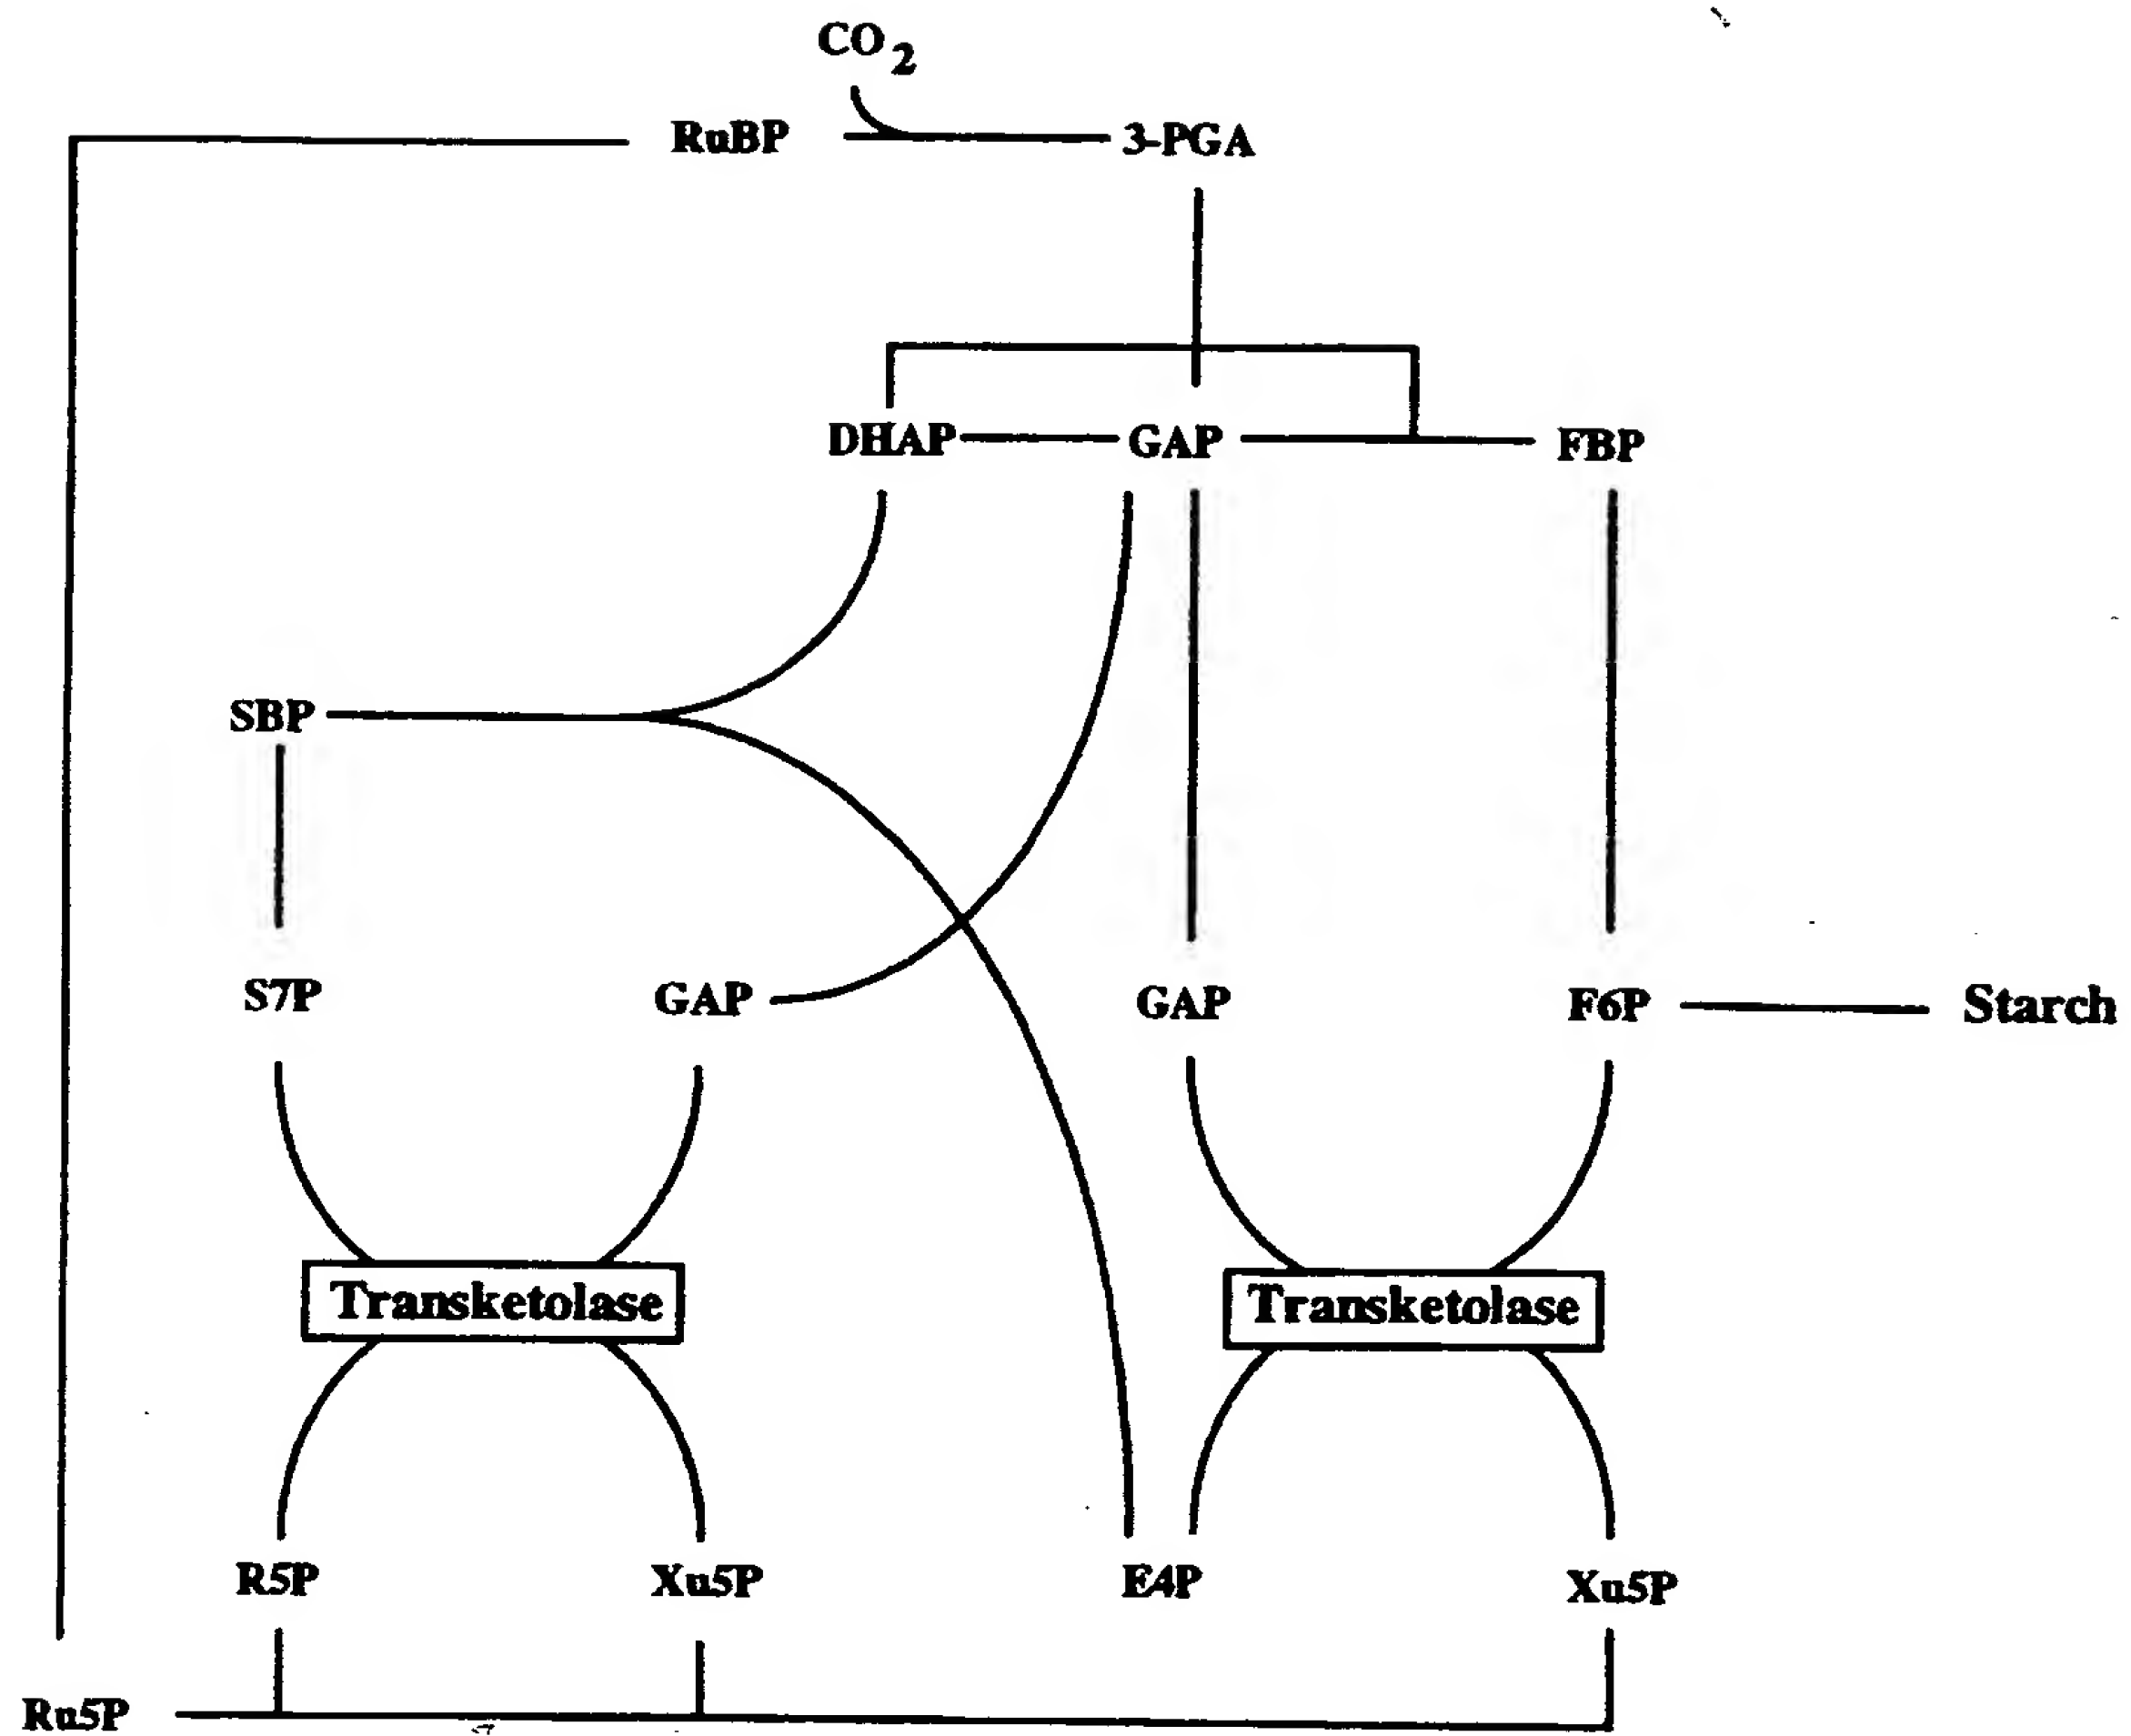 CO2
RuBP 3-PGA
DHAP GAP FBP
SBP
S7P GAP GAP F6P Starch
Transketolase Transketolase
R5P Xu5P E4P Xu5P
Ru5P